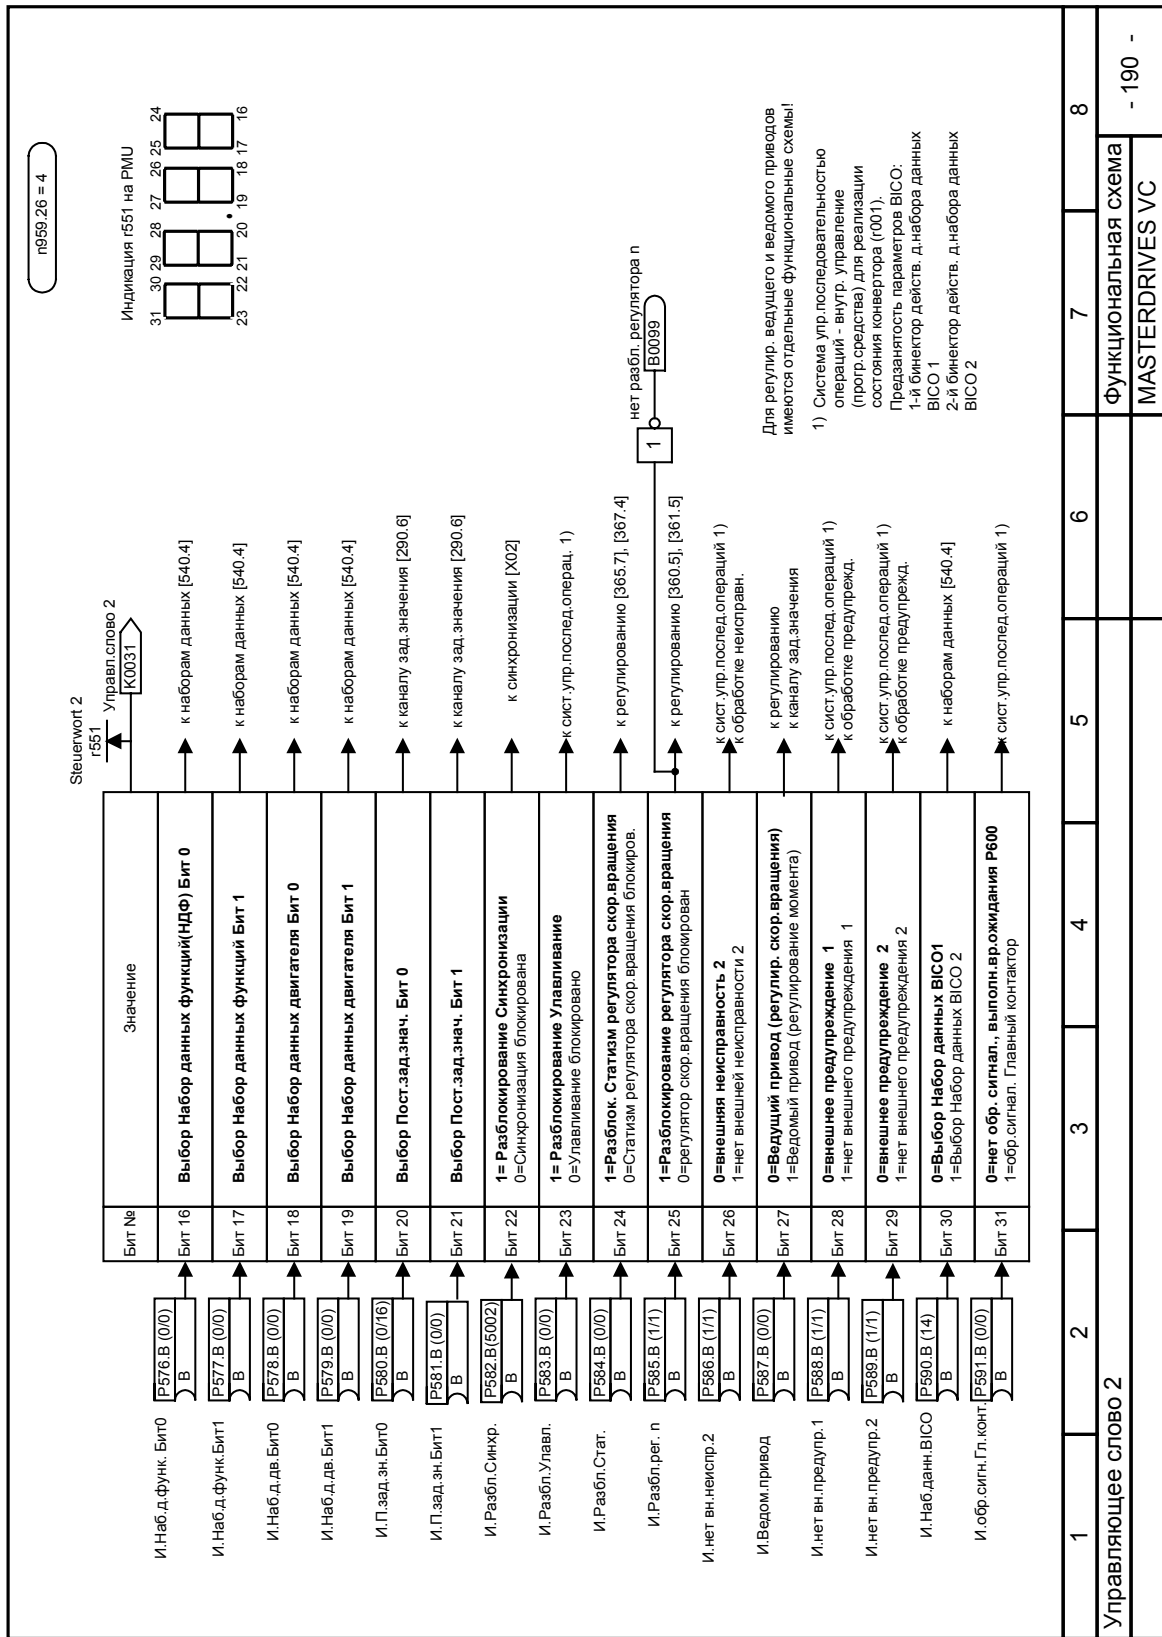 n959.26 = 4
Индикация r551 на PMU
31 30 29 28 27 26 25 24
23 22 21 20 19 18 17 16
Steuerwort 2
r551
Управл.слово 2
K0031
Бит №
Значение
И.Наб.д.функ. Бит0
P576.B (0/0)
B
Бит 16
Выбор Набор данных функций(НДФ) Бит 0
к наборам данных [540.4]
И.Наб.д.функ.Бит1
P577.B (0/0)
B
Бит 17
Выбор Набор данных функций Бит 1
к наборам данных [540.4]
И.Наб.д.дв.Бит0
P578.B (0/0)
B
Бит 18
Выбор Набор данных двигателя Бит 0
к наборам данных [540.4]
И.Наб.д.дв.Бит1
P579.B (0/0)
B
Бит 19
Выбор Набор данных двигателя Бит 1
к наборам данных [540.4]
И.П.зад.зн.Бит0
P580.B (0/16)
B
Бит 20
Выбор Пост.зад.знач. Бит 0
к каналу зад.значения [290.6]
И.П.зад.зн.Бит1
P581.B (0/0)
B
Бит 21
Выбор Пост.зад.знач. Бит 1
к каналу зад.значения [290.6]
И.Разбл.Синхр.
P582.B(5002)
B
Бит 22
1= Разблокирование Синхронизации
0=Синхронизация блокирована
к синхронизации [X02]
И.Разбл.Улавл.
P583.B (0/0)
B
Бит 23
1= Разблокирование Улавливание
0=Улавливание блокировано
к сист.упр.послед.операц. 1)
И.Разбл.Стат.
P584.B (0/0)
B
Бит 24
1=Разблок. Статизм регулятора скор.вращения
0=Статизм регулятора скор.вращения блокиров.
к регулированию [365.7], [367.4]
И.Разбл.рег. n
P585.B (1/1)
B
Бит 25
1=Разблокирование регулятора скор.вращения
0=регулятор скор.вращения блокирован
к регулированию [360.5], [361.5]
1
нет разбл. регулятора n
B0099
И.нет вн.неиспр.2
P586.B (1/1)
B
Бит 26
0=внешняя неисправность 2
1=нет внешней неисправности 2
к сист.упр.послед.операций 1)
к обработке неисправн.
И.Ведом.привод
P587.B (0/0)
B
Бит 27
0=Ведущий привод (регулир. скор.вращения)
1=Ведомый привод (регулирование момента)
к регулированию
к каналу зад.значения
И.нет вн.предупр.1
P588.B (1/1)
B
Бит 28
0=внешнее предупреждение 1
1=нет внешнего предупреждения 1
к сист.упр.послед.операций 1)
к обработке предупрежд.
И.нет вн.предупр.2
P589.B (1/1)
B
Бит 29
0=внешнее предупреждение 2
1=нет внешнего предупреждения 2
к сист.упр.послед.операций 1)
к обработке предупрежд.
И.Наб.данн.BICO
P590.B (14)
B
Бит 30
0=Выбор Набор данных BICO1
1=Выбор Набор данных BICO 2
к наборам данных [540.4]
И.обр.сигн.Гл.конт.
P591.B (0/0)
B
Бит 31
0=нет обр. сигнал., выполн.вр.ожидания P600
1=обр.сигнал. Главный контактор
к сист.упр.послед.операций 1)
Для регулир. ведущего и ведомого приводов
имеются отдельные функциональные схемы!
1) Система упр.последовательностью
операций - внутр. управление
(прогр.средства) для реализации
состояния конвертора (r001).
Предзанятость параметров BICO:
1-й бинектор действ. д.набора данных
BICO 1
2-й бинектор действ. д.набора данных
BICO 2
1 2 3 4 5 6 7 8
Управляющее слово 2
Функциональная схема
- 190 -
MASTERDRIVES VC